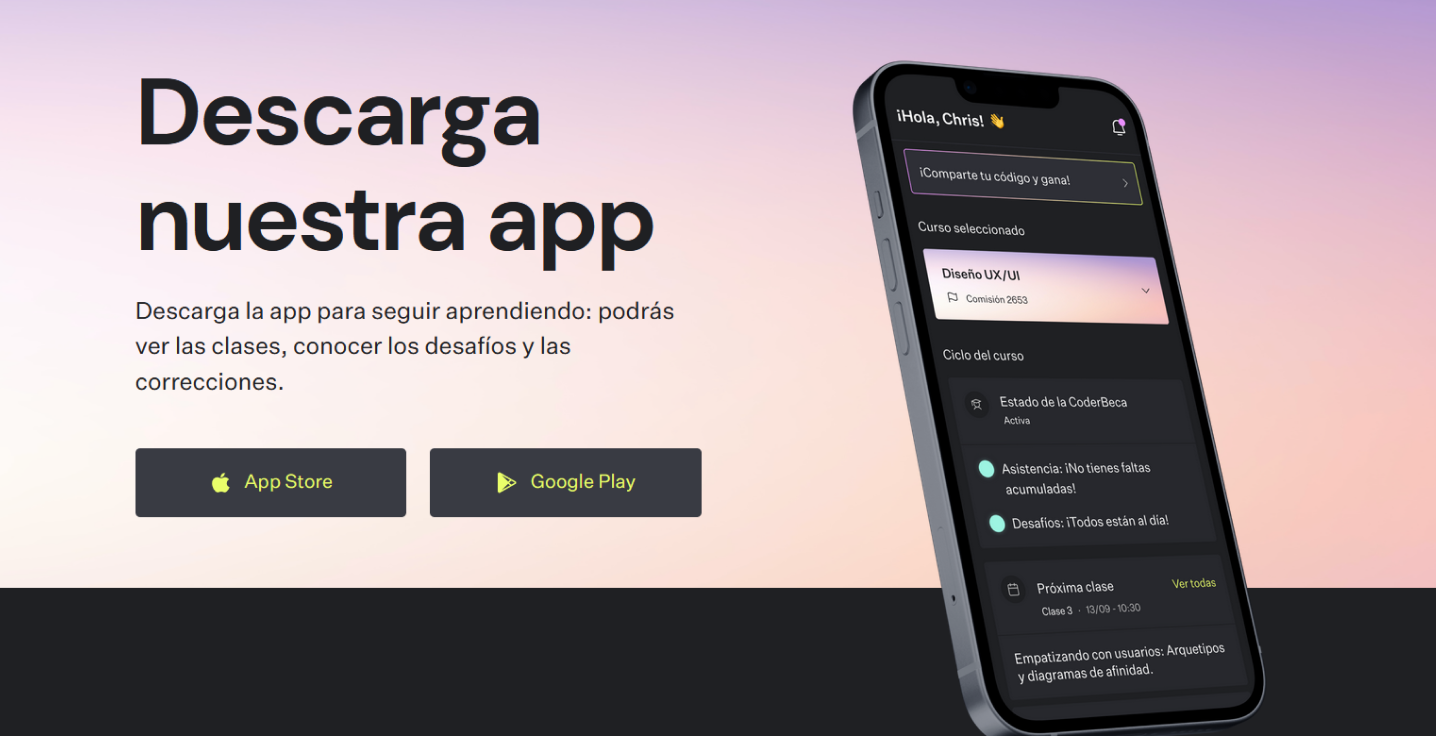 Descarga
nuestra app
Descarga la app para seguir aprendiendo: podrás
ver las clases, conocer los desafíos y las
correcciones.
App Store
Google Play
¡Hola, Chris! 👋
¡Comparte tu código y gana!
Curso seleccionado
Diseño UX/UI
Comisión 2653
Ciclo del curso
Estado de la CoderBeca
Activa
Asistencia: ¡No tienes faltas
acumuladas!
Desafíos: ¡Todos están al día!
Próxima clase
Ver todas
Clase 3 · 13/09 - 10:30
Empatizando con usuarios: Arquetipos
y diagramas de afinidad.